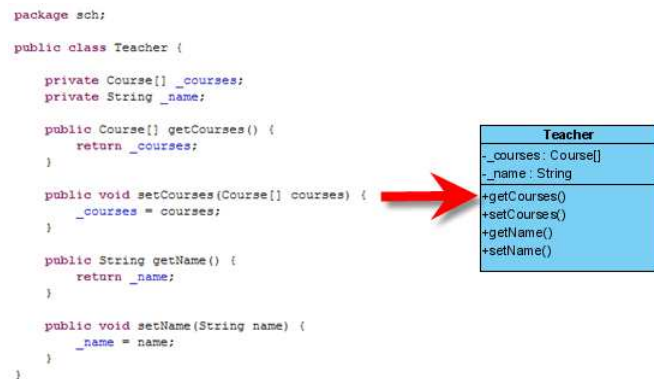 package sch;
public class Teacher {
private Course[] _courses;
private String _name;
public Course[] getCourses() {
return _courses;
}
public void setCourses(Course[] courses) {
_courses = courses;
}
public String getName() {
return _name;
}
public void setName(String name) {
_name = name;
}
}
Teacher
-_courses : Course[]
-_name : String
+getCourses()
+setCourses()
+getName()
+setName()